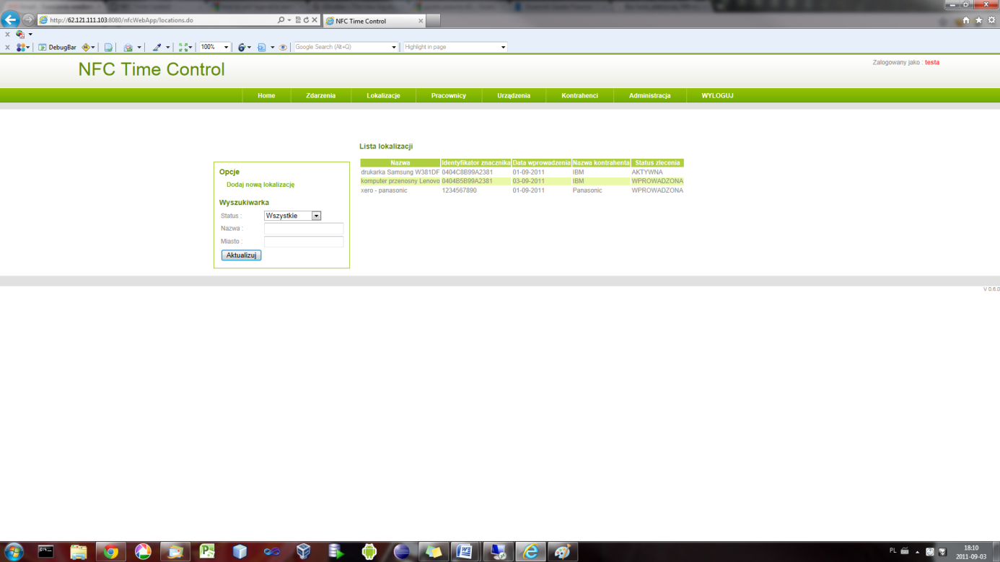 http://62.121.111.103:8080/nfcWebApp/locations.do
NFC Time Control
DebugBar
100%
Google Search (Alt+Q)
Highlight in page
NFC Time Control
Zalogowany jako : testa
Home Zdarzenia Lokalizacje Pracownicy Urządzenia Kontrahenci Administracja WYLOGUJ
Lista lokalizacji
Nazwa Identyfikator znacznika Data wprowadzenia Nazwa kontrahenta Status zlecenia
drukarka Samsung W381DF 0404C8B99A2381 01-09-2011 IBM AKTYWNA
komputer przenosny Lenovo 0404B5B99A2381 03-09-2011 IBM WPROWADZONA
xero - panasonic 1234567890 01-09-2011 Panasonic WPROWADZONA
Opcje
Dodaj nową lokalizację
Wyszukiwarka
Status : Wszystkie
Nazwa :
Miasto :
Aktualizuj
V 0.6.0
PL
18:10
2011-09-03